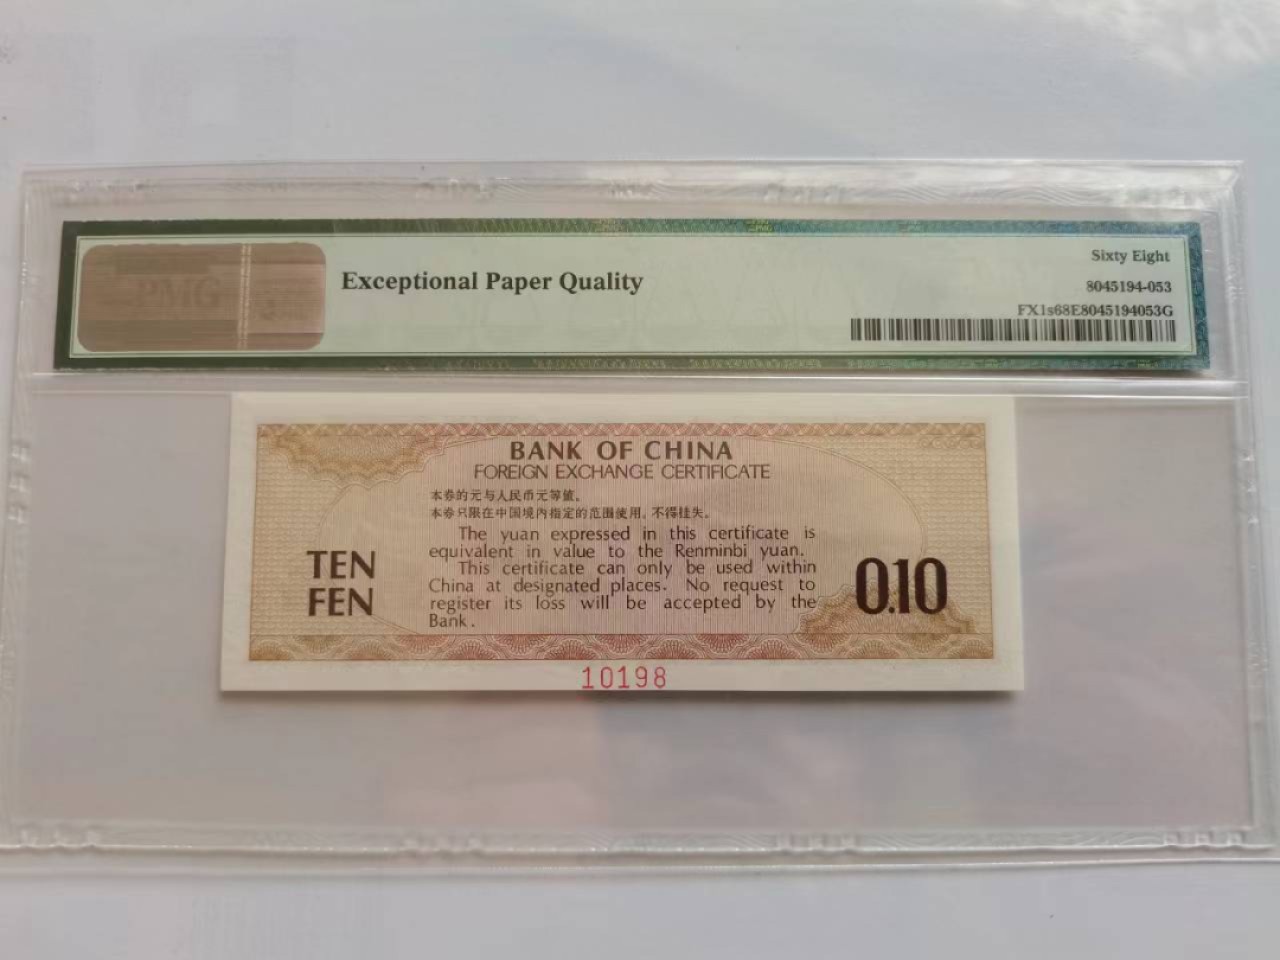 PMG
Exceptional Paper Quality
Sixty Eight
8045194-053
FX1s68E8045194053G
BANK OF CHINA
FOREIGN EXCHANGE CERTIFICATE
本券的元与人民币元等值。
本券只限在中国境内指定的范围使用,不得挂失。
The yuan expressed in this certificate is
equivalent in value to the Renminbi yuan.
This certificate can only be used within
China at designated places. No request to
register its loss will be accepted by the
Bank.
TEN
FEN
0.10
10198